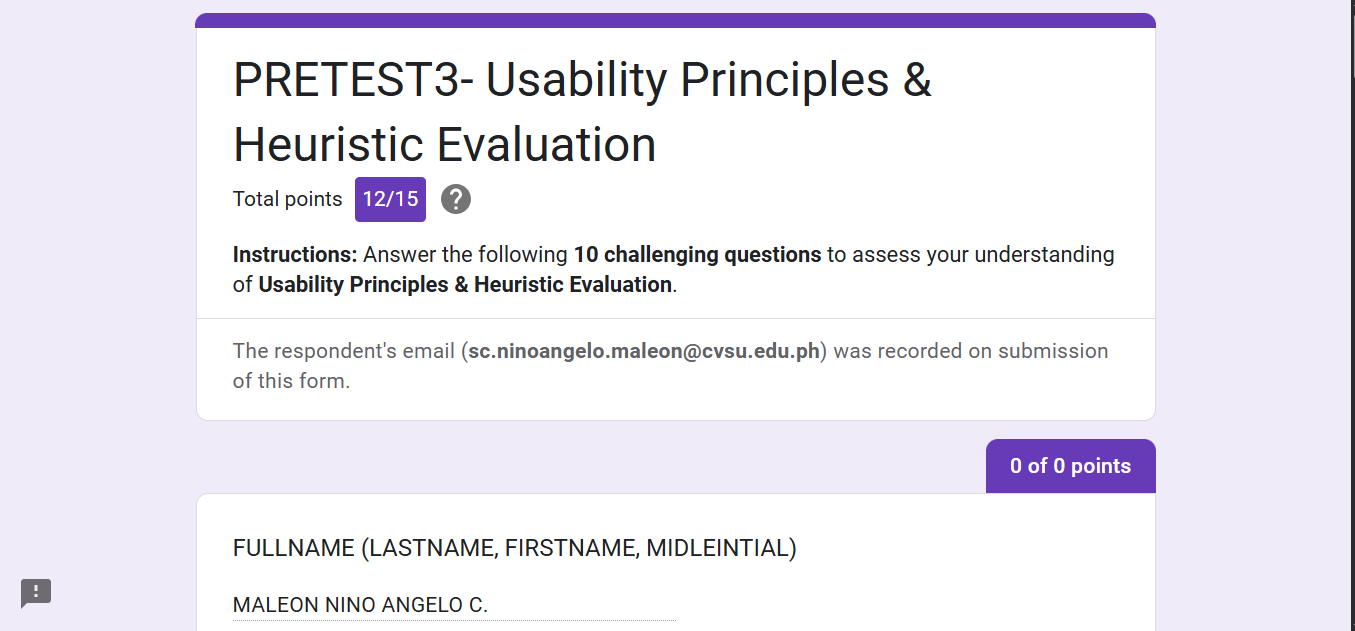 PRETEST3- Usability Principles &
Heuristic Evaluation
Total points 12/15
Instructions: Answer the following 10 challenging questions to assess your understanding
of Usability Principles & Heuristic Evaluation.
The respondent's email (sc.ninoangelo.maleon@cvsu.edu.ph) was recorded on submission
of this form.
0 of 0 points
FULLNAME (LASTNAME, FIRSTNAME, MIDLEINTIAL)
MALEON NINO ANGELO C.